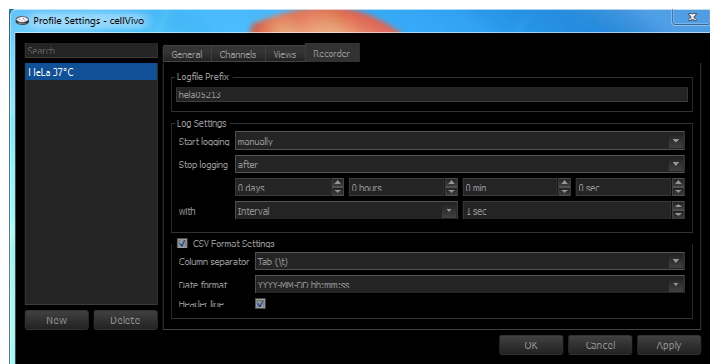 Profile Settings - cellVivo
x
Search
General Channels Views Recorder
HeLa 37°C
Logfile Prefix
hela05213
Log Settings
Start logging manually
Stop logging after
0 days 0 hours 0 min 0 sec
with Interval 1 sec
CSV Format Settings
Column separator Tab (\t)
Date format YYYY-MM-DD hh:mm:ss
Header line
New Delete
OK Cancel Apply